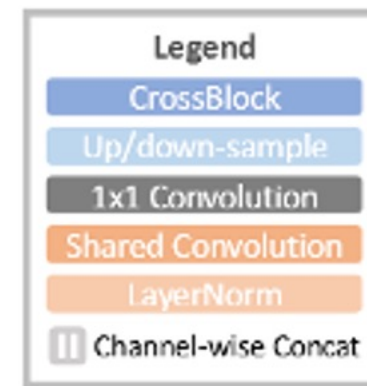 Legend
CrossBlock
Up/down-sample
1x1 Convolution
Shared Convolution
LayerNorm
Channel-wise Concat